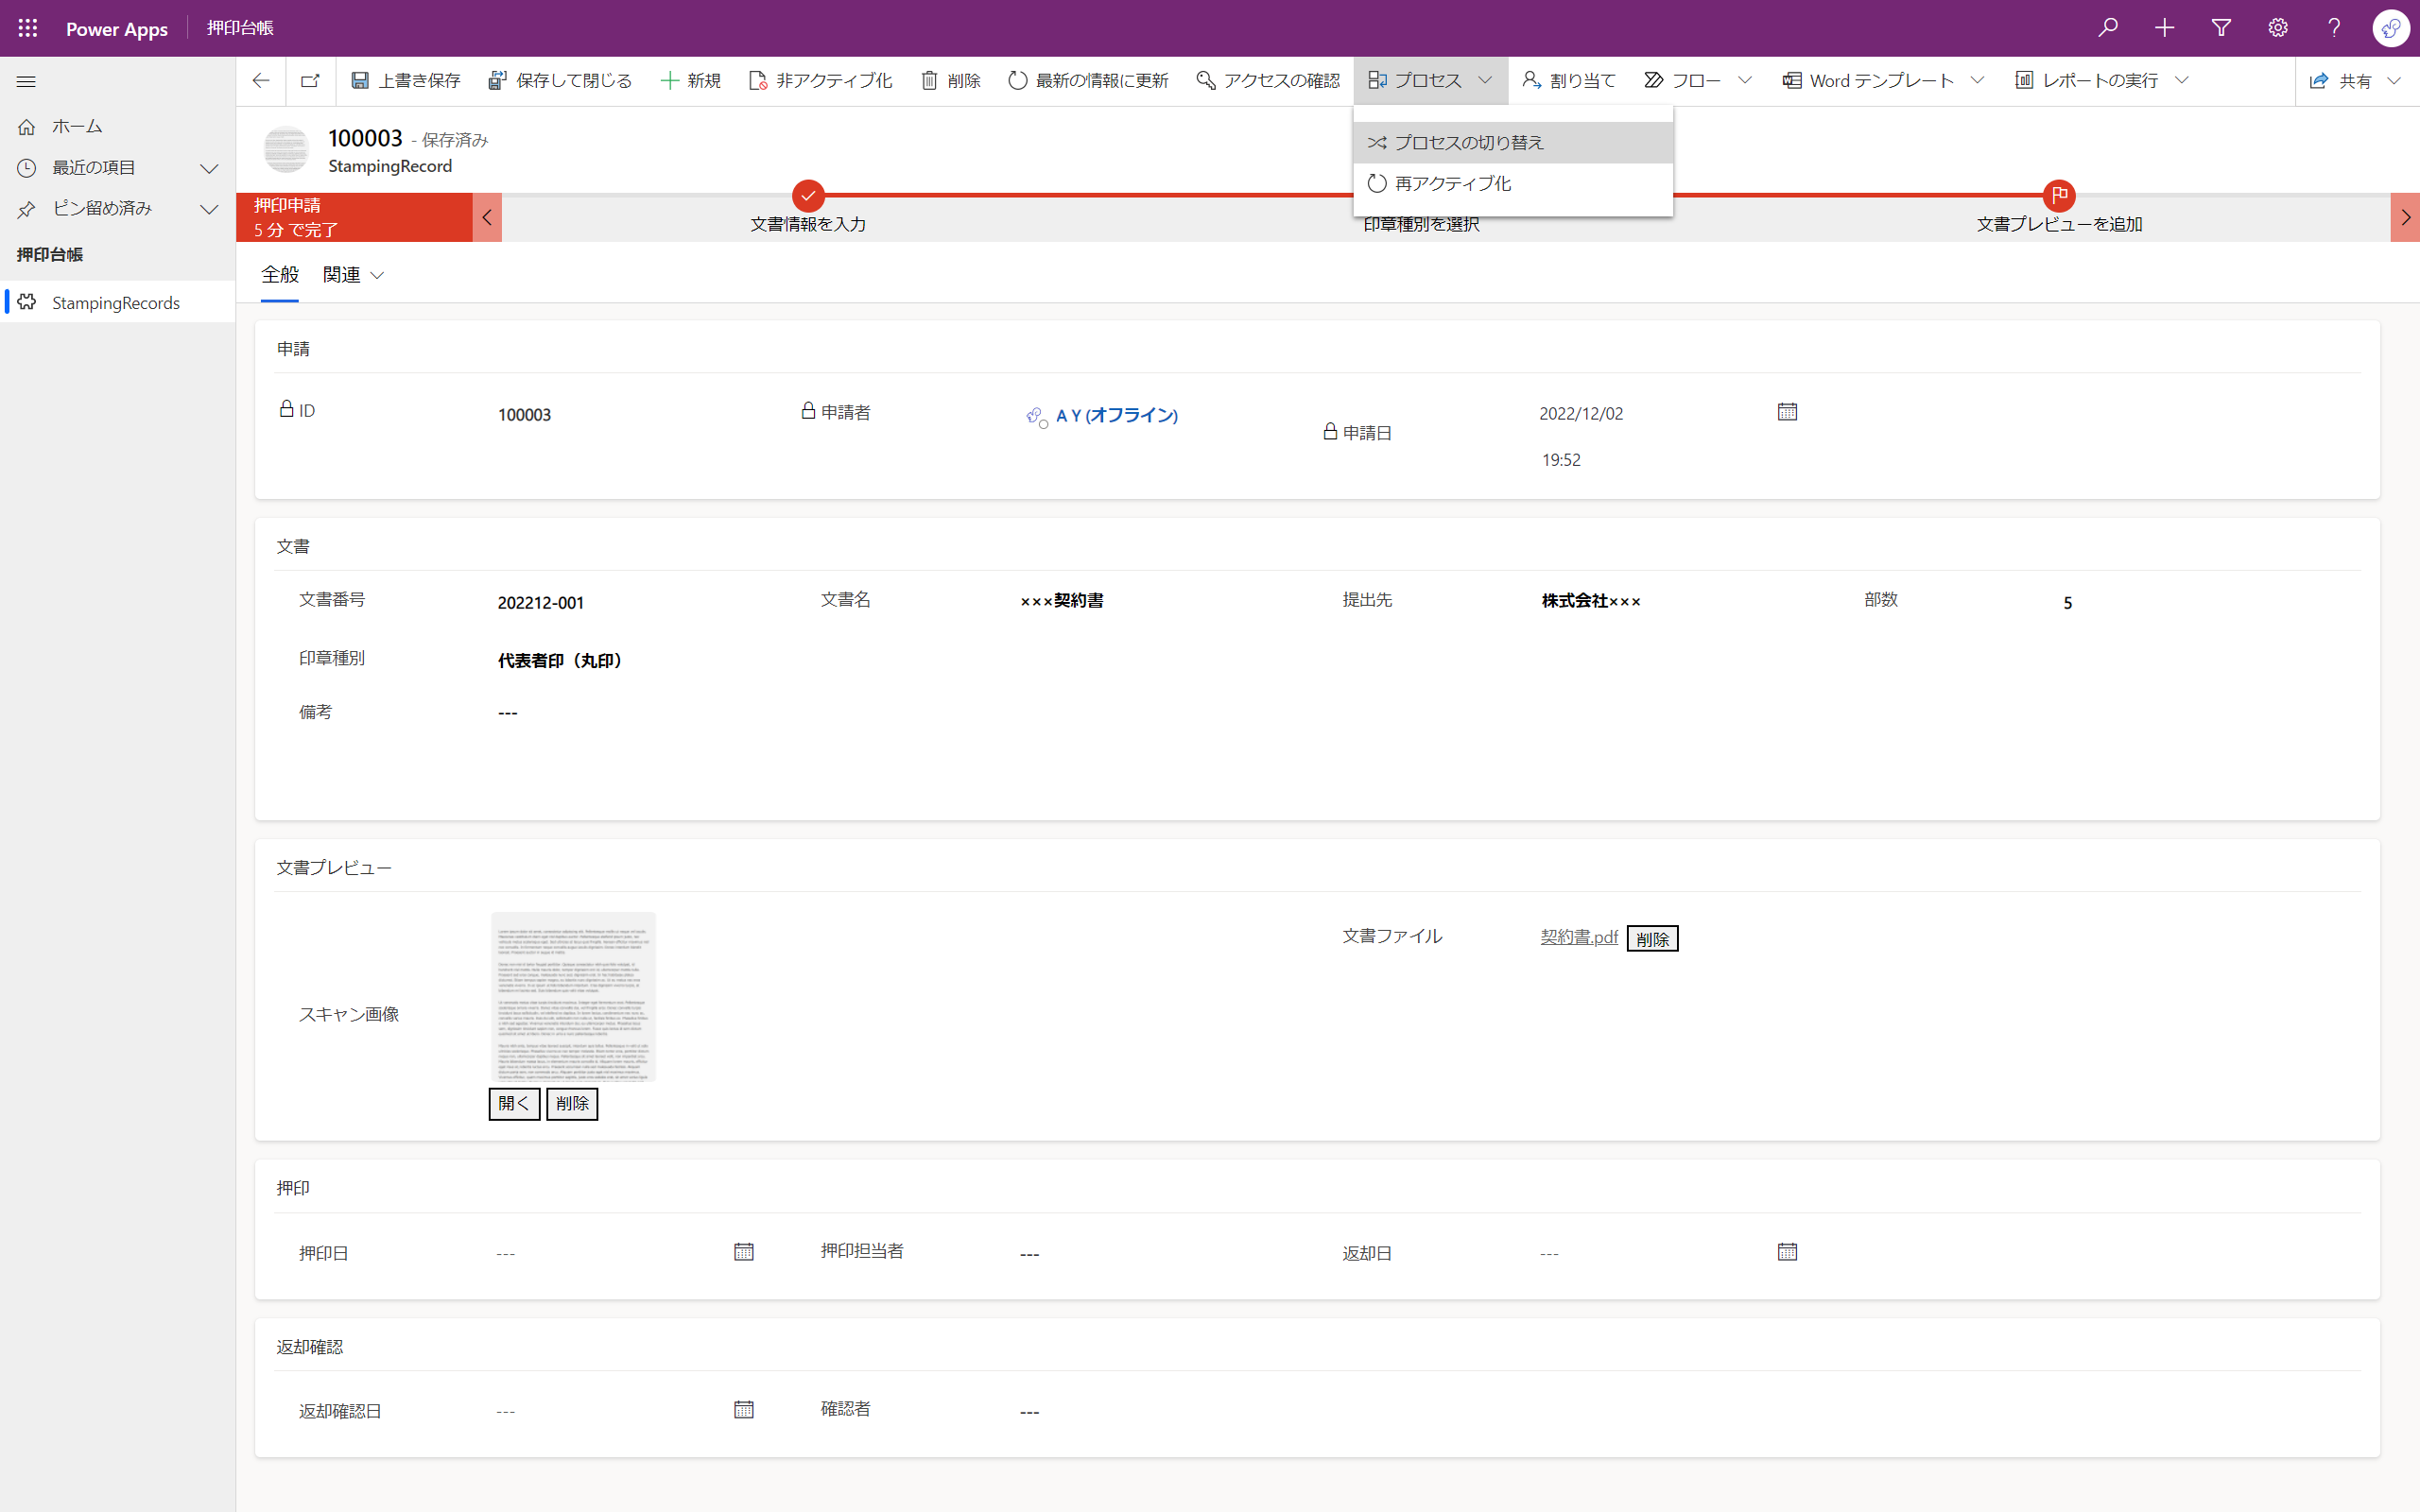 Power Apps 押印台帳
上書き保存 保存して閉じる 新規 非アクティブ化 削除 最新の情報に更新 アクセスの確認 プロセス 割り当て フロー Word テンプレート レポートの実行 共有
プロセスの切り替え
再アクティブ化
ホーム
最近の項目
ピン留め済み
押印台帳
StampingRecords
100003 - 保存済み
StampingRecord
押印申請
5 分 で完了
文書情報を入力
印章種別を選択
文書プレビューを追加
全般 関連
申請
ID 100003 申請者 A Y (オフライン) 申請日 2022/12/02
19:52
文書
文書番号 202212-001 文書名 ×××契約書 提出先 株式会社××× 部数 5
印章種別 代表者印（丸印）
備考 ---
文書プレビュー
スキャン画像 文書ファイル 契約書.pdf 削除
開く 削除
押印
押印日 --- 押印担当者 --- 返却日 ---
返却確認
返却確認日 --- 確認者 ---